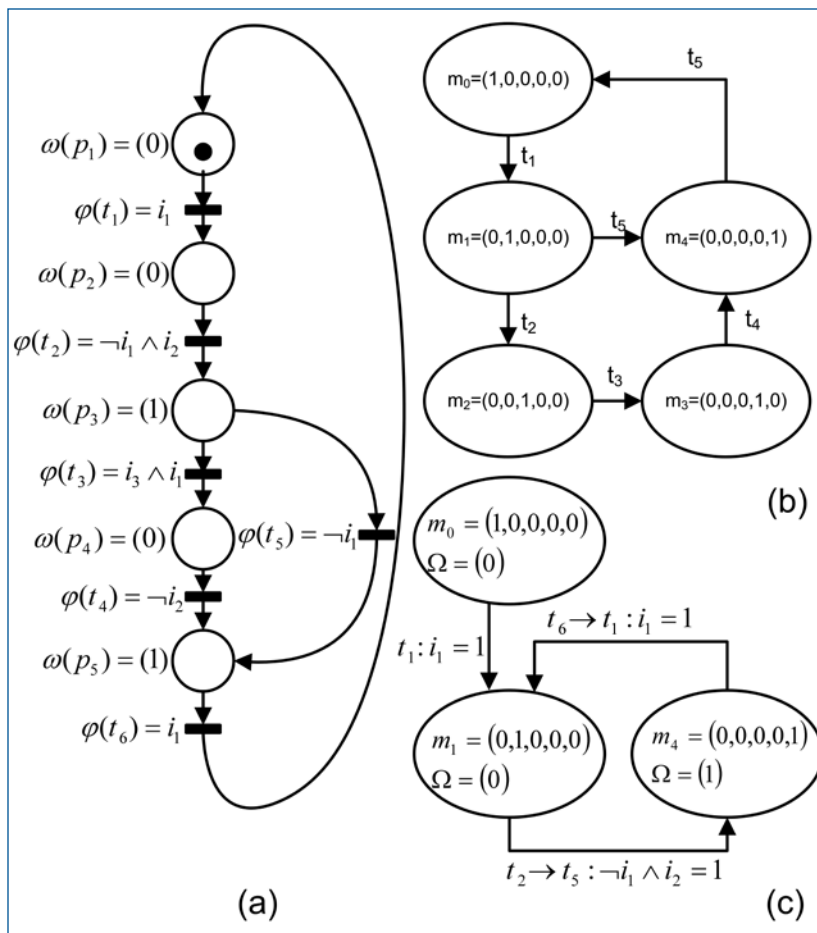 ω(p₁) = (0)
φ(t₁) = i₁
ω(p₂) = (0)
φ(t₂) = ¬i₁ ∧ i₂
ω(p₃) = (1)
φ(t₃) = i₃ ∧ i₁
ω(p₄) = (0)
φ(t₅) = ¬i₁
φ(t₄) = ¬i₂
ω(p₅) = (1)
φ(t₆) = i₁
(a)
m₀=(1,0,0,0,0)
t₅
t₁
m₁=(0,1,0,0,0)
t₅
m₄=(0,0,0,0,1)
t₂
t₄
m₂=(0,0,1,0,0)
t₃
m₃=(0,0,0,1,0)
(b)
m₀ = (1,0,0,0,0)
Ω = (0)
t₁ : i₁ = 1
t₆ → t₁ : i₁ = 1
m₁ = (0,1,0,0,0)
Ω = (0)
m₄ = (0,0,0,0,1)
Ω = (1)
t₂ → t₅ : ¬i₁ ∧ i₂ = 1
(c)